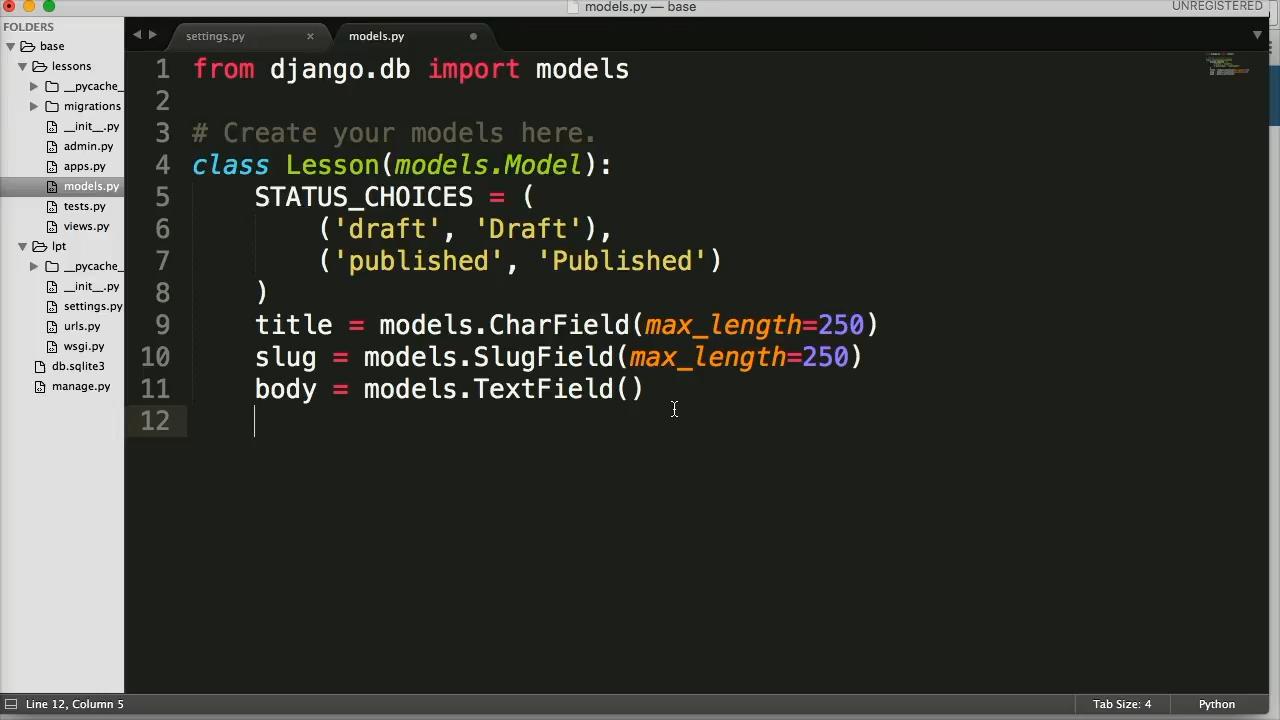 models.py — base
UNREGISTERED
FOLDERS
base
lessons
__pycache_
migrations
__init__.py
admin.py
apps.py
models.py
tests.py
views.py
lpt
__pycache_
__init__.py
settings.py
urls.py
wsgi.py
db.sqlite3
manage.py
settings.py ×
models.py
1 from django.db import models
2
3 # Create your models here.
4 class Lesson(models.Model):
5 STATUS_CHOICES = (
6 ('draft', 'Draft'),
7 ('published', 'Published')
8 )
9 title = models.CharField(max_length=250)
10 slug = models.SlugField(max_length=250)
11 body = models.TextField()
12
Line 12, Column 5
Tab Size: 4
Python